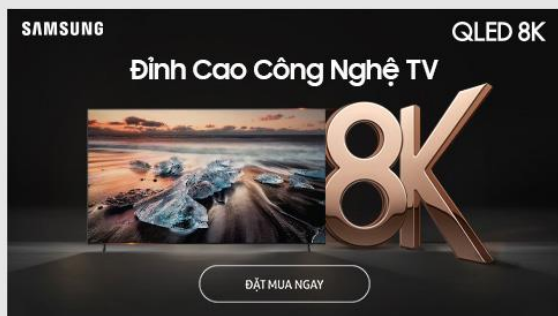 SAMSUNG
QLED 8K
Đỉnh Cao Công Nghệ TV
8K
ĐẶT MUA NGAY